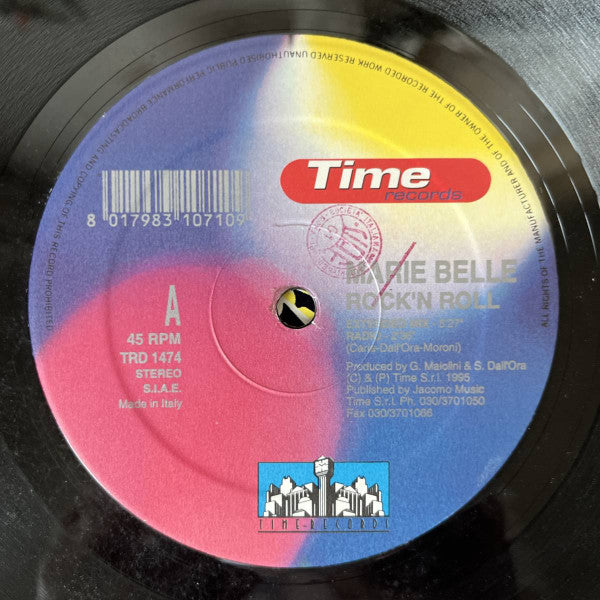 ALL RIGHTS OF THE MANUFACTURER AND OF THE OWNER OF THE RECORDED WORK RESERVED UNAUTHORISED PUBLIC PERFORMANCE BROADCASTING AND COPYING OF THIS RECORD PROHIBITED
Time
records
8 017983 107109
MARIE BELLE
ROCK'N ROLL
A
45 RPM
TRD 1474
STEREO
S.I.A.E.
Made in Italy
(Carle-Dall'Ora-Moroni)
Produced by G. Maiolini & S. Dall'Ora
(C) & (P) Time S.r.l. 1995
Published by Jacomo Music
Time S.r.l. Ph. 030/3701050
Fax 030/3701066
TIME RECORDS